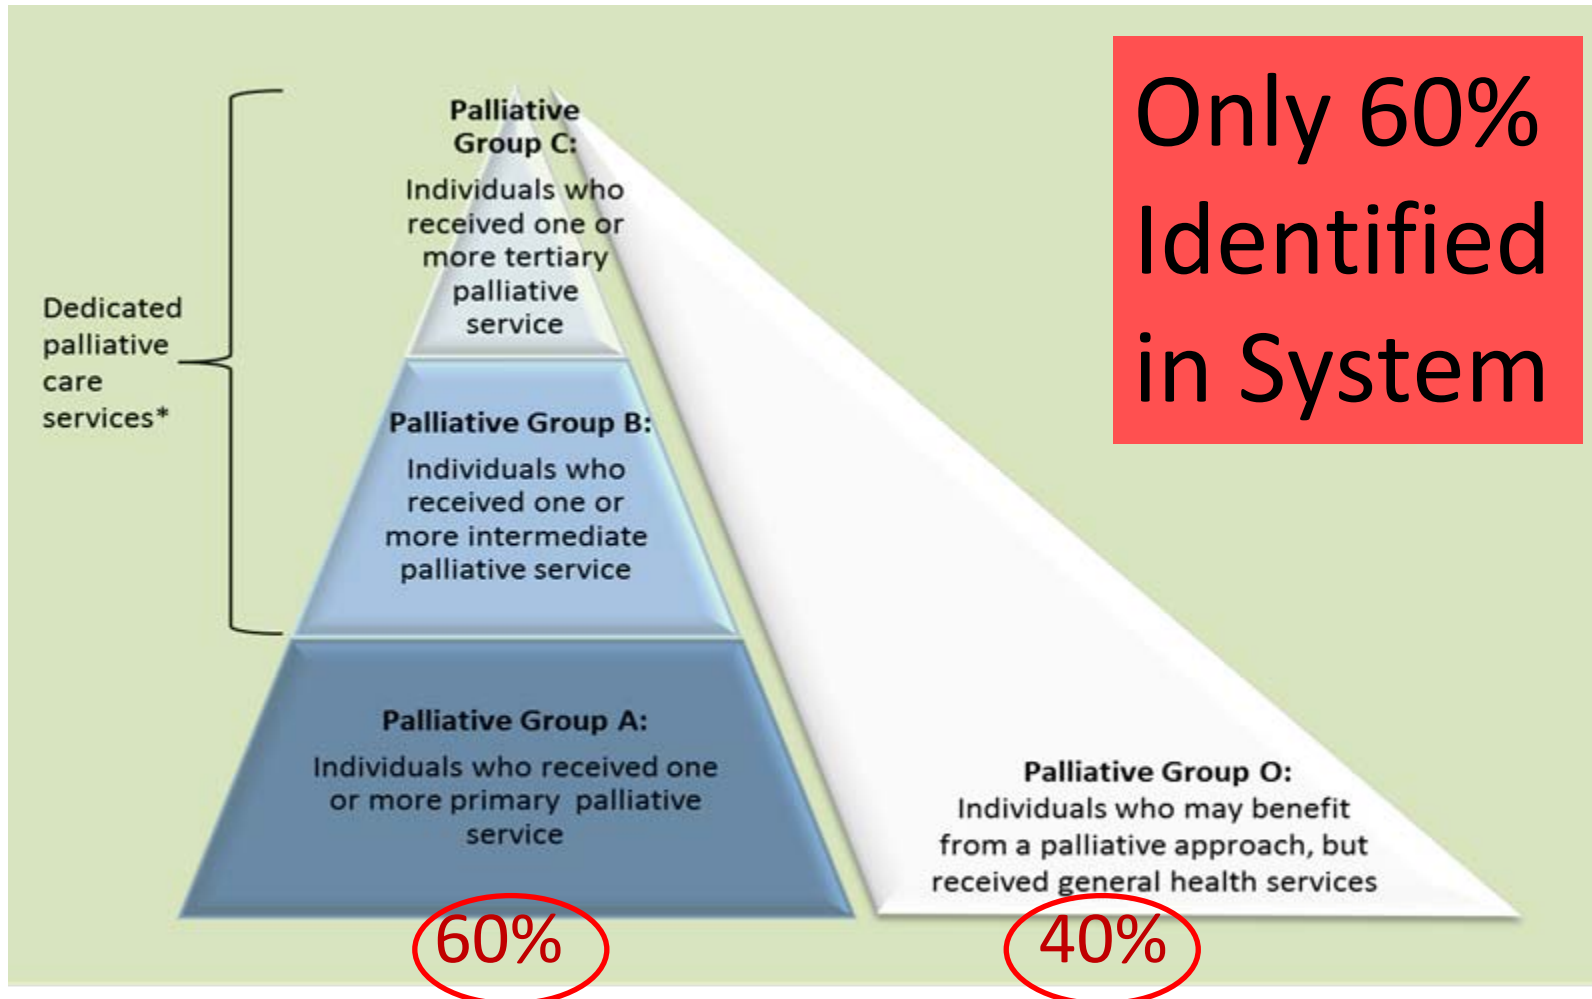 Only 60%
Identified
in System
Dedicated
palliative
care
services*
Palliative
Group C:
Individuals who
received one or
more tertiary
palliative
service
Palliative Group B:
Individuals who
received one or
more intermediate
palliative service
Palliative Group A:
Individuals who received one
or more primary palliative
service
Palliative Group O:
Individuals who may benefit
from a palliative approach, but
received general health services
60%
40%